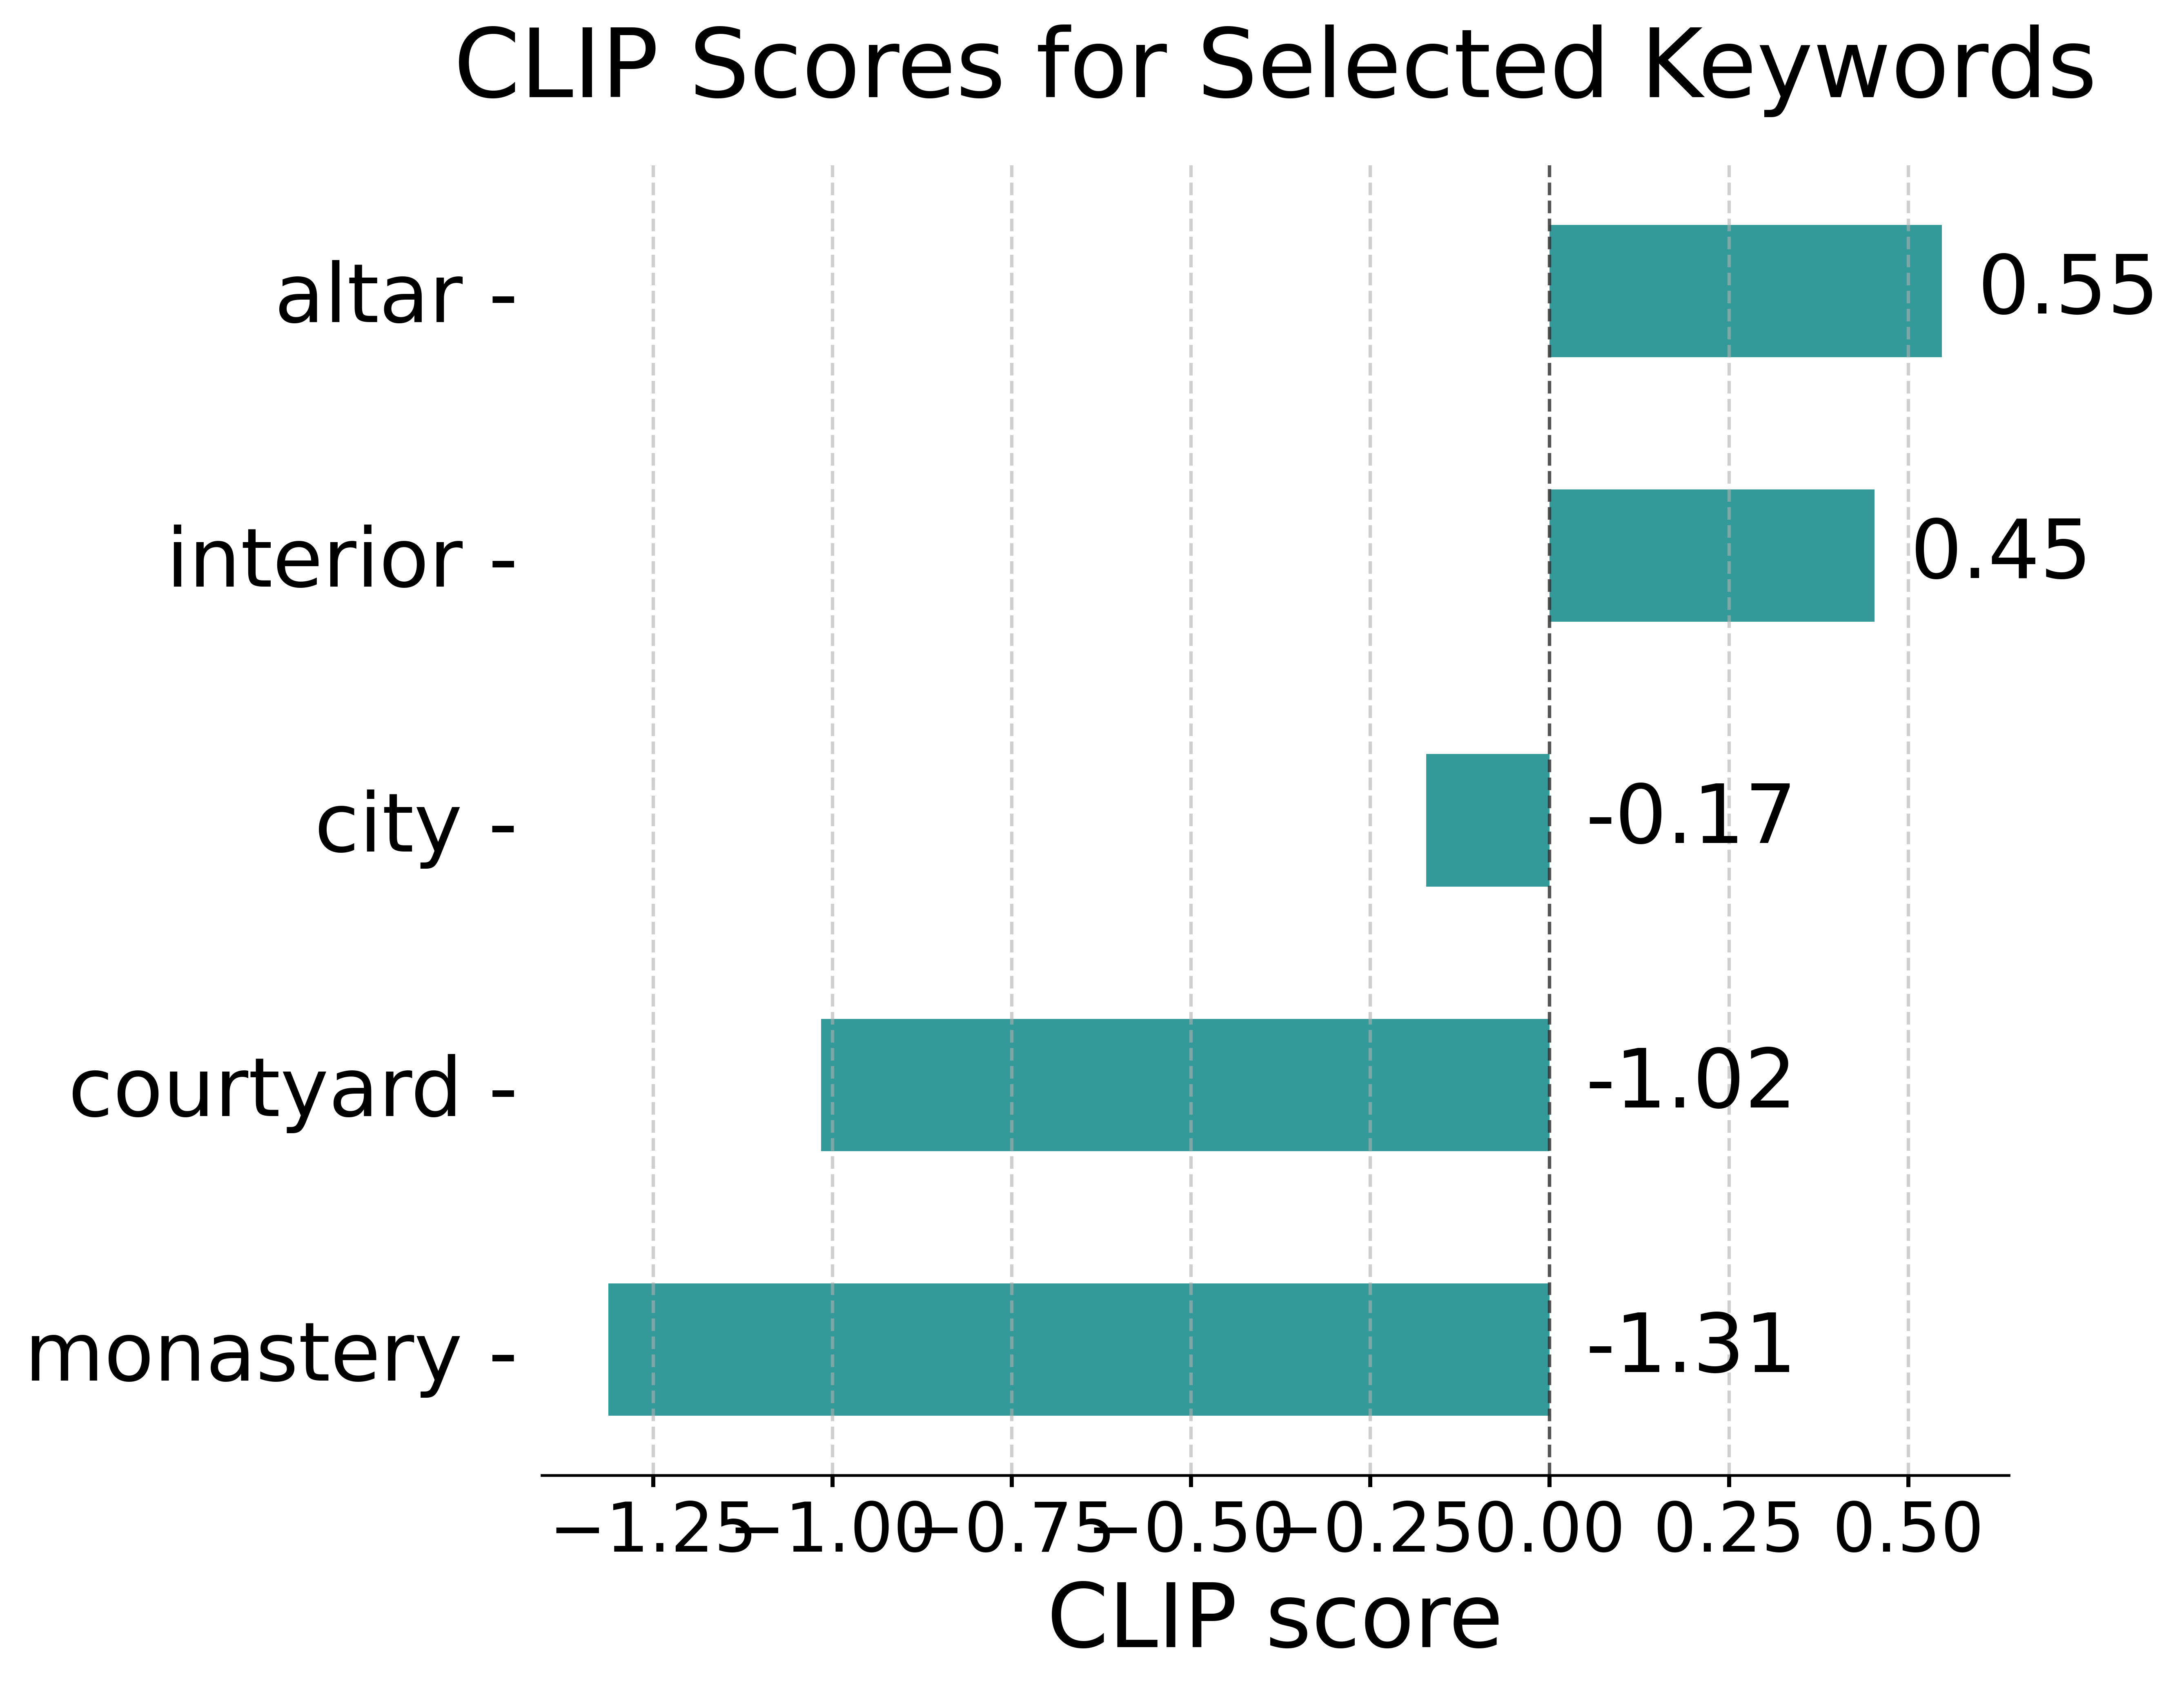 CLIP Scores for Selected Keywords
altar - 0.55
interior - 0.45
city - -0.17
courtyard - -1.02
monastery - -1.31
−1.25 −1.00 −0.75 −0.50 −0.25 0.00 0.25 0.50
CLIP score